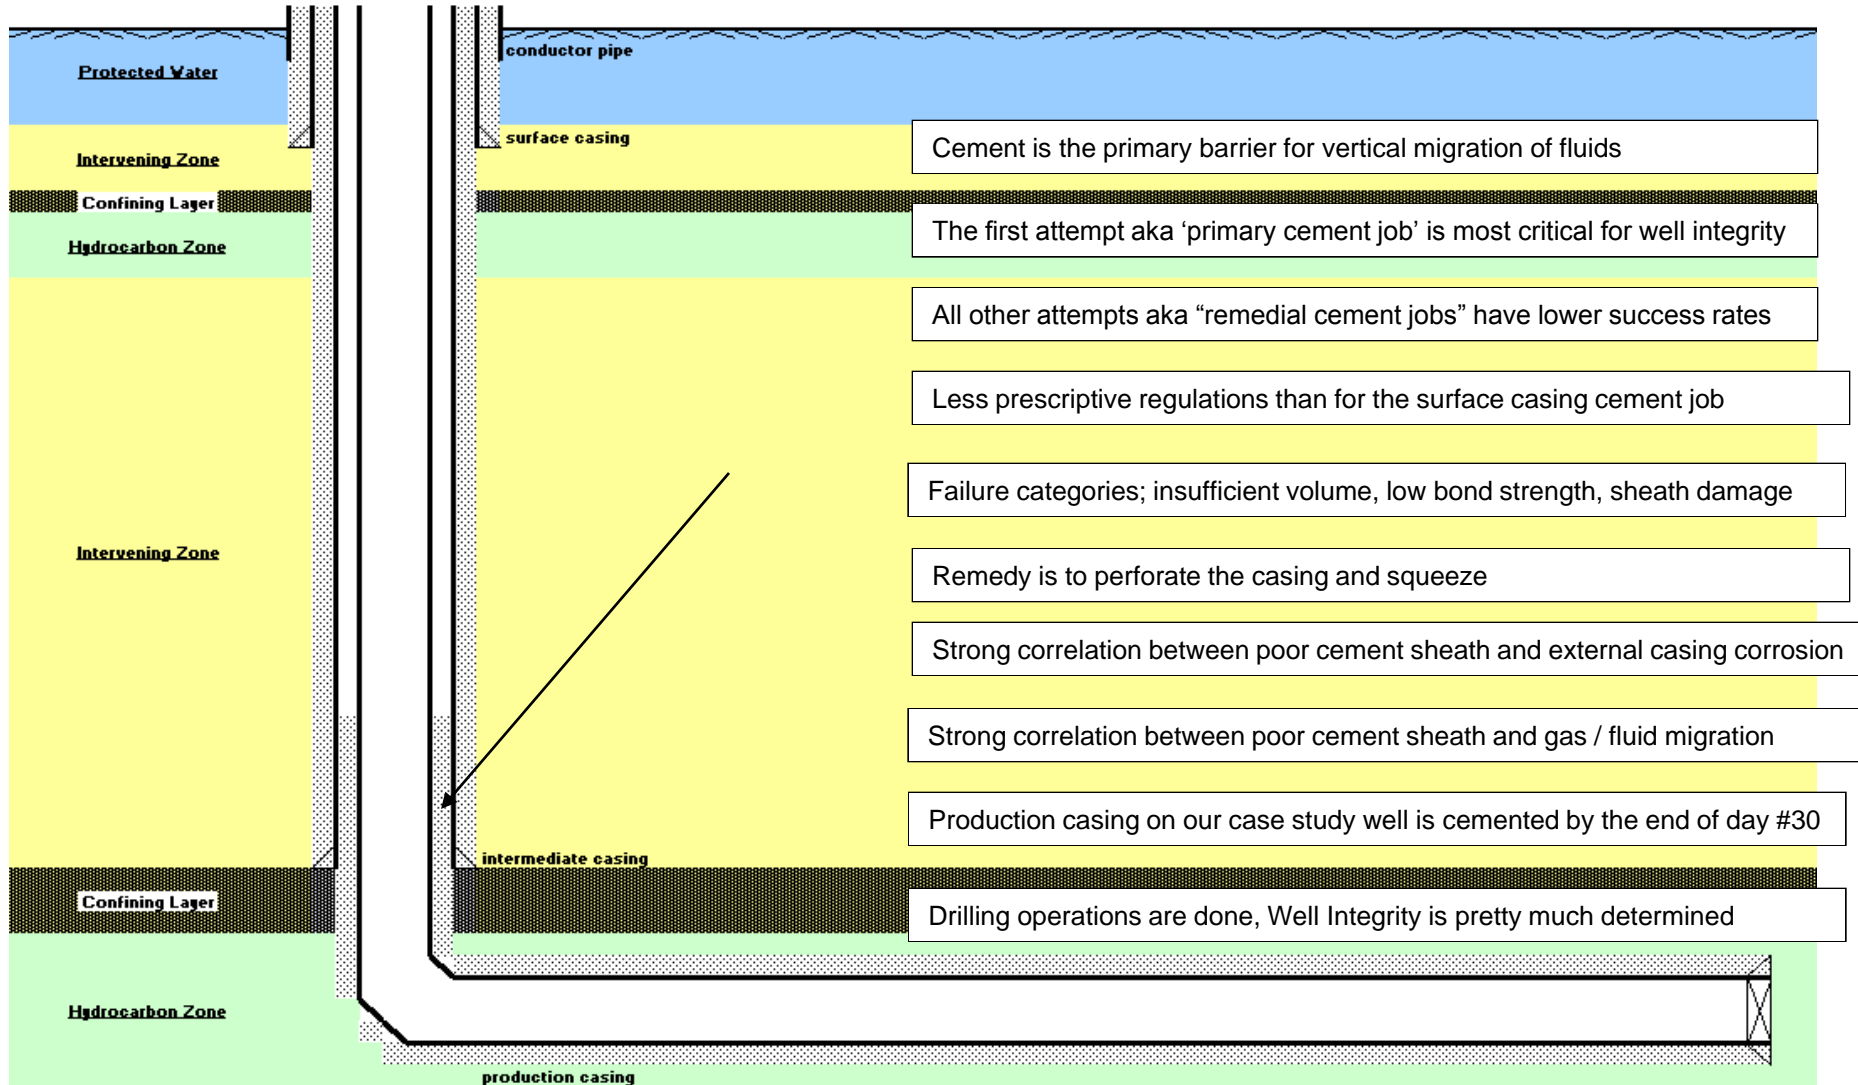 conductor pipe
Protected Water
surface casing
Cement is the primary barrier for vertical migration of fluids
Intervening Zone
Confining Layer
The first attempt aka ‘primary cement job’ is most critical for well integrity
Hydrocarbon Zone
All other attempts aka “remedial cement jobs” have lower success rates
Less prescriptive regulations than for the surface casing cement job
Failure categories; insufficient volume, low bond strength, sheath damage
Intervening Zone
Remedy is to perforate the casing and squeeze
Strong correlation between poor cement sheath and external casing corrosion
Strong correlation between poor cement sheath and gas / fluid migration
Production casing on our case study well is cemented by the end of day #30
intermediate casing
Confining Layer
Drilling operations are done, Well Integrity is pretty much determined
Hydrocarbon Zone
production casing